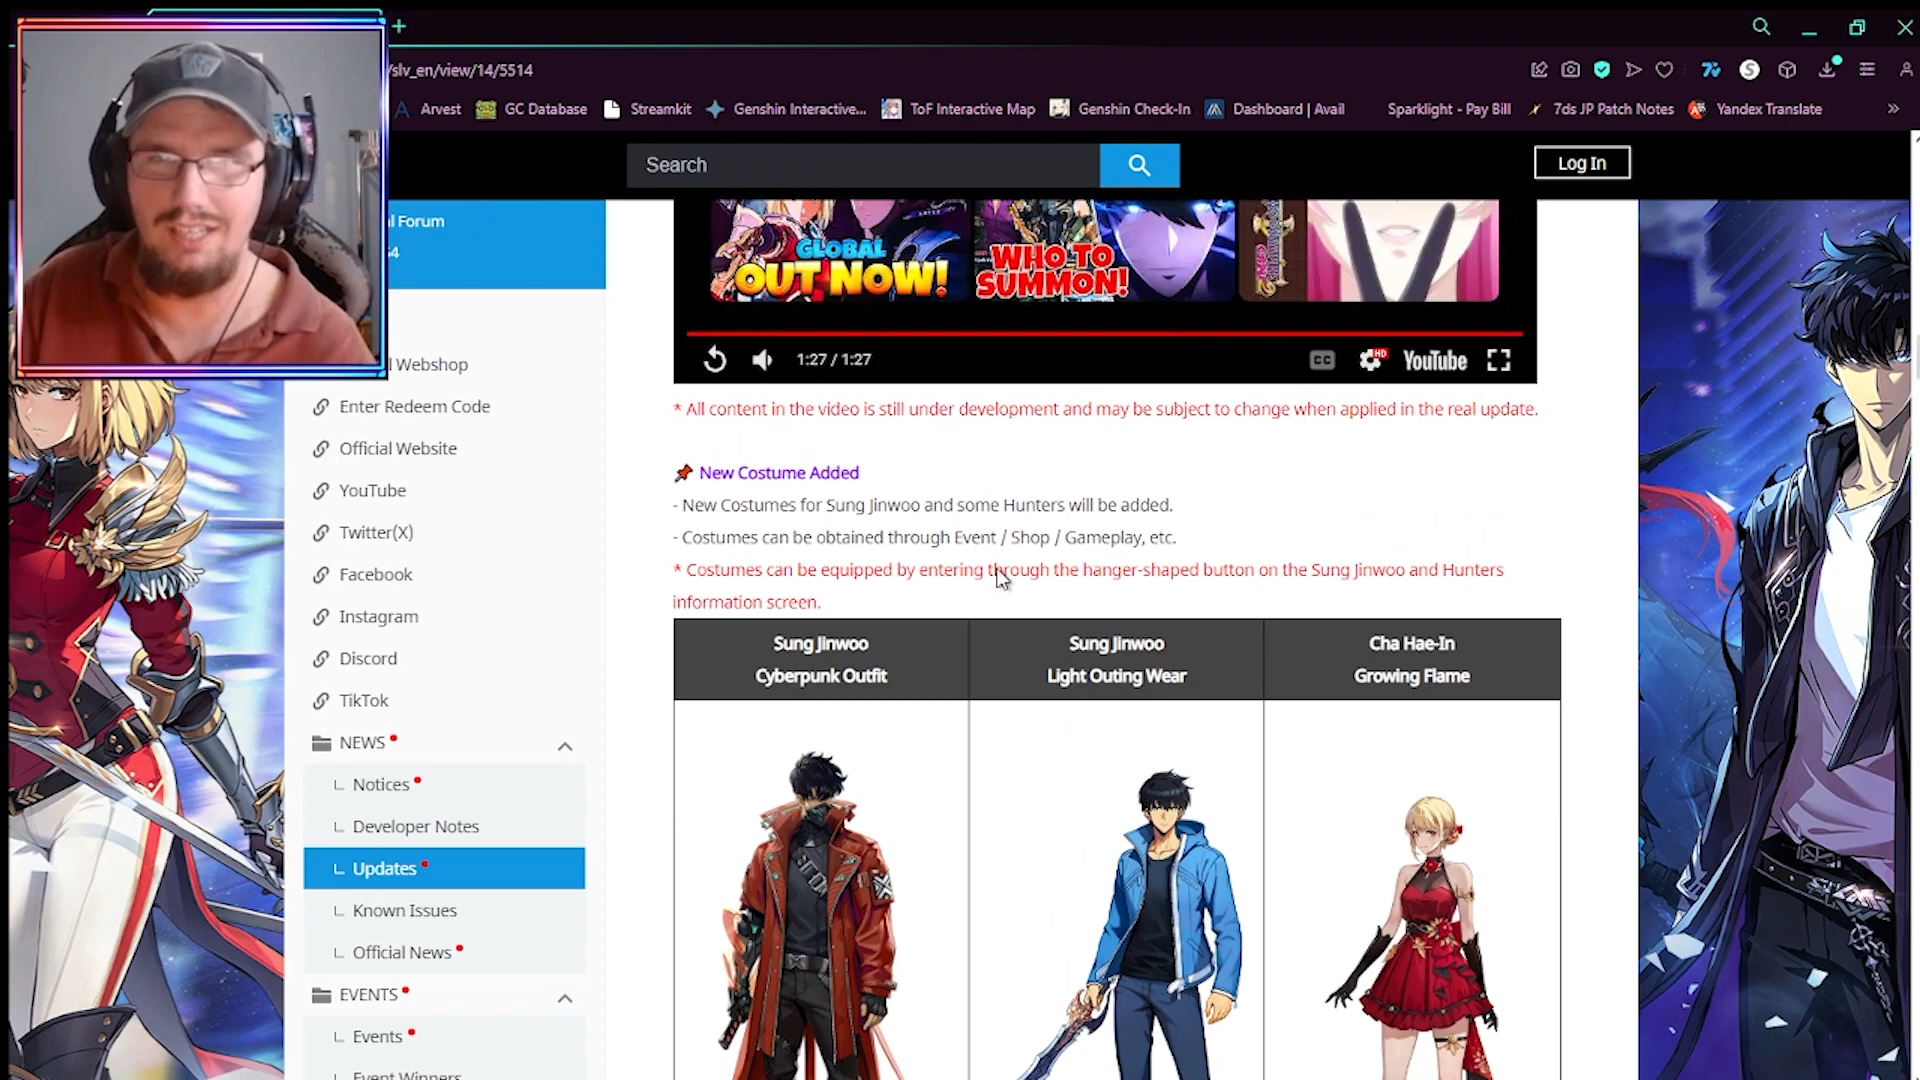 /slv_en/view/14/5514
Arvest
GC Database
Streamkit
Genshin Interactive...
ToF Interactive Map
Genshin Check-In
Dashboard | Avail
Sparklight - Pay Bill
7ds JP Patch Notes
Yandex Translate
Search
Log In
l Forum
GLOBAL
OUT NOW!
WHO TO
SUMMON!
1:27 / 1:27
CC
HD
YouTube
l Webshop
Enter Redeem Code
Official Website
YouTube
Twitter(X)
Facebook
Instagram
Discord
TikTok
NEWS
Notices
Developer Notes
Updates
Known Issues
Official News
EVENTS
Events
Event Winners
* All content in the video is still under development and may be subject to change when applied in the real update.
New Costume Added
- New Costumes for Sung Jinwoo and some Hunters will be added.
- Costumes can be obtained through Event / Shop / Gameplay, etc.
* Costumes can be equipped by entering through the hanger-shaped button on the Sung Jinwoo and Hunters
information screen.
Sung Jinwoo
Cyberpunk Outfit
Sung Jinwoo
Light Outing Wear
Cha Hae-In
Growing Flame